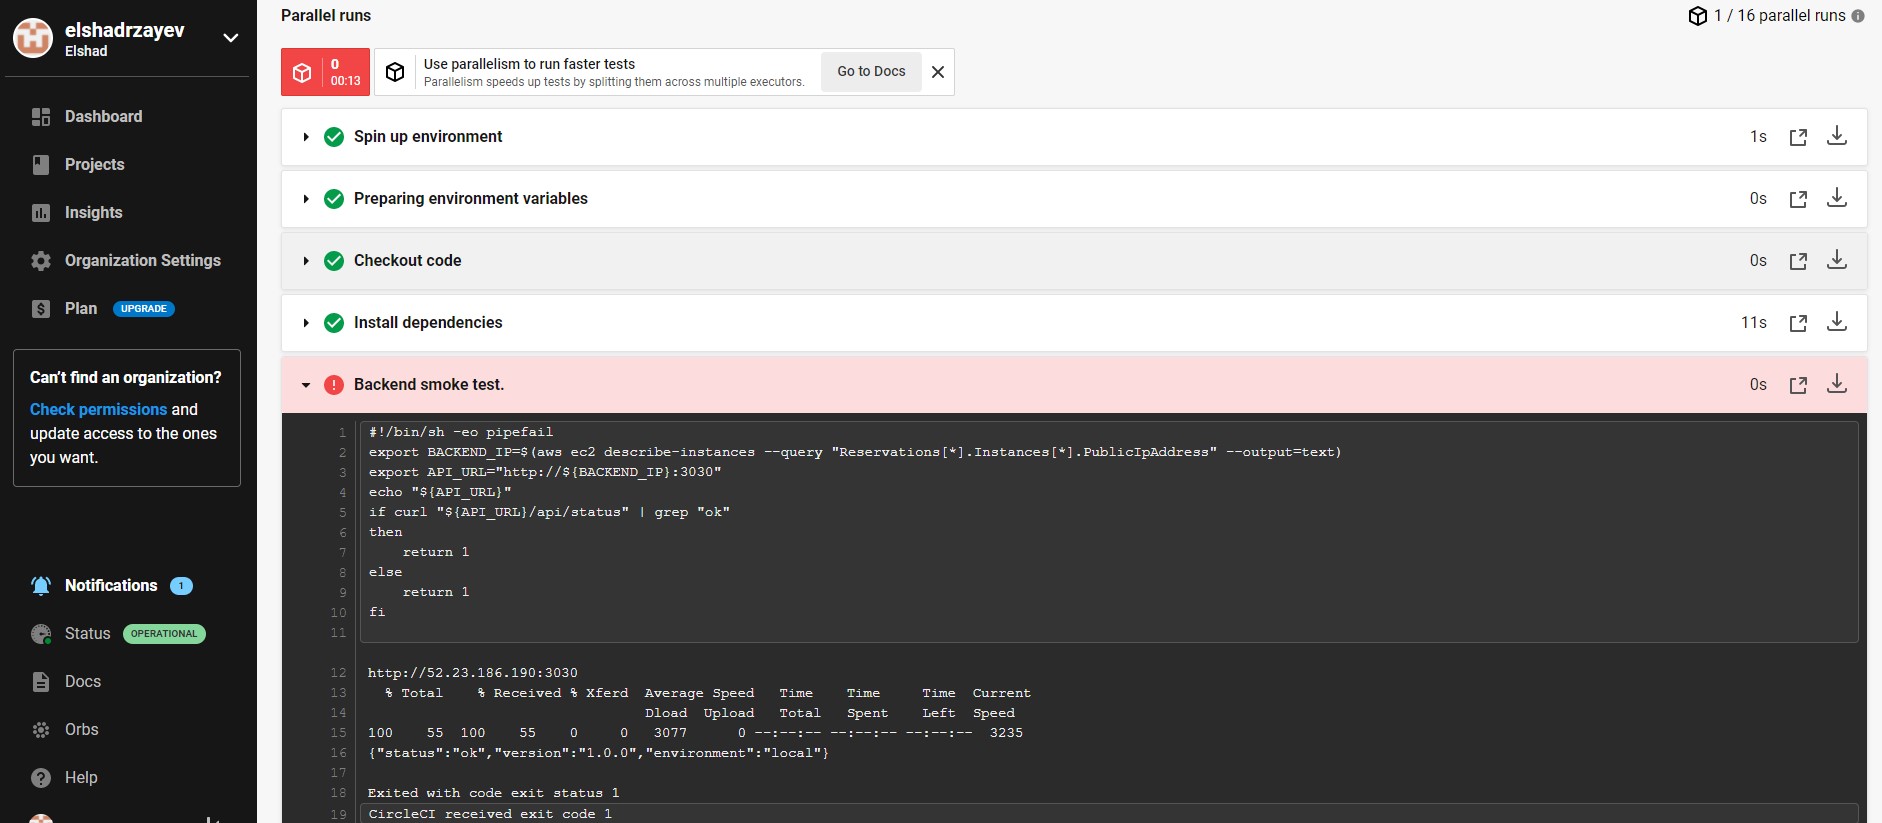 elshadrzayev
Elshad
Dashboard
Projects
Insights
Organization Settings
Plan UPGRADE
Can't find an organization?
Check permissions and
update access to the ones
you want.
Notifications 1
Status OPERATIONAL
Docs
Orbs
Help
Parallel runs
1 / 16 parallel runs
0
00:13
Use parallelism to run faster tests
Parallelism speeds up tests by splitting them across multiple executors.
Go to Docs
Spin up environment 1s
Preparing environment variables 0s
Checkout code 0s
Install dependencies 11s
Backend smoke test. 0s
1 #!/bin/sh -eo pipefail
2 export BACKEND_IP=$(aws ec2 describe-instances --query "Reservations[*].Instances[*].PublicIpAddress" --output=text)
3 export API_URL="http://${BACKEND_IP}:3030"
4 echo "${API_URL}"
5 if curl "${API_URL}/api/status" | grep "ok"
6 then
7     return 1
8 else
9     return 1
10 fi
11
12 http://52.23.186.190:3030
13   % Total    % Received % Xferd  Average Speed   Time    Time     Time  Current
14                                  Dload  Upload   Total   Spent    Left  Speed
15 100    55  100    55    0     0   3077      0 --:--:-- --:--:-- --:--:--  3235
16 {"status":"ok","version":"1.0.0","environment":"local"}
17
18 Exited with code exit status 1
19 CircleCI received exit code 1